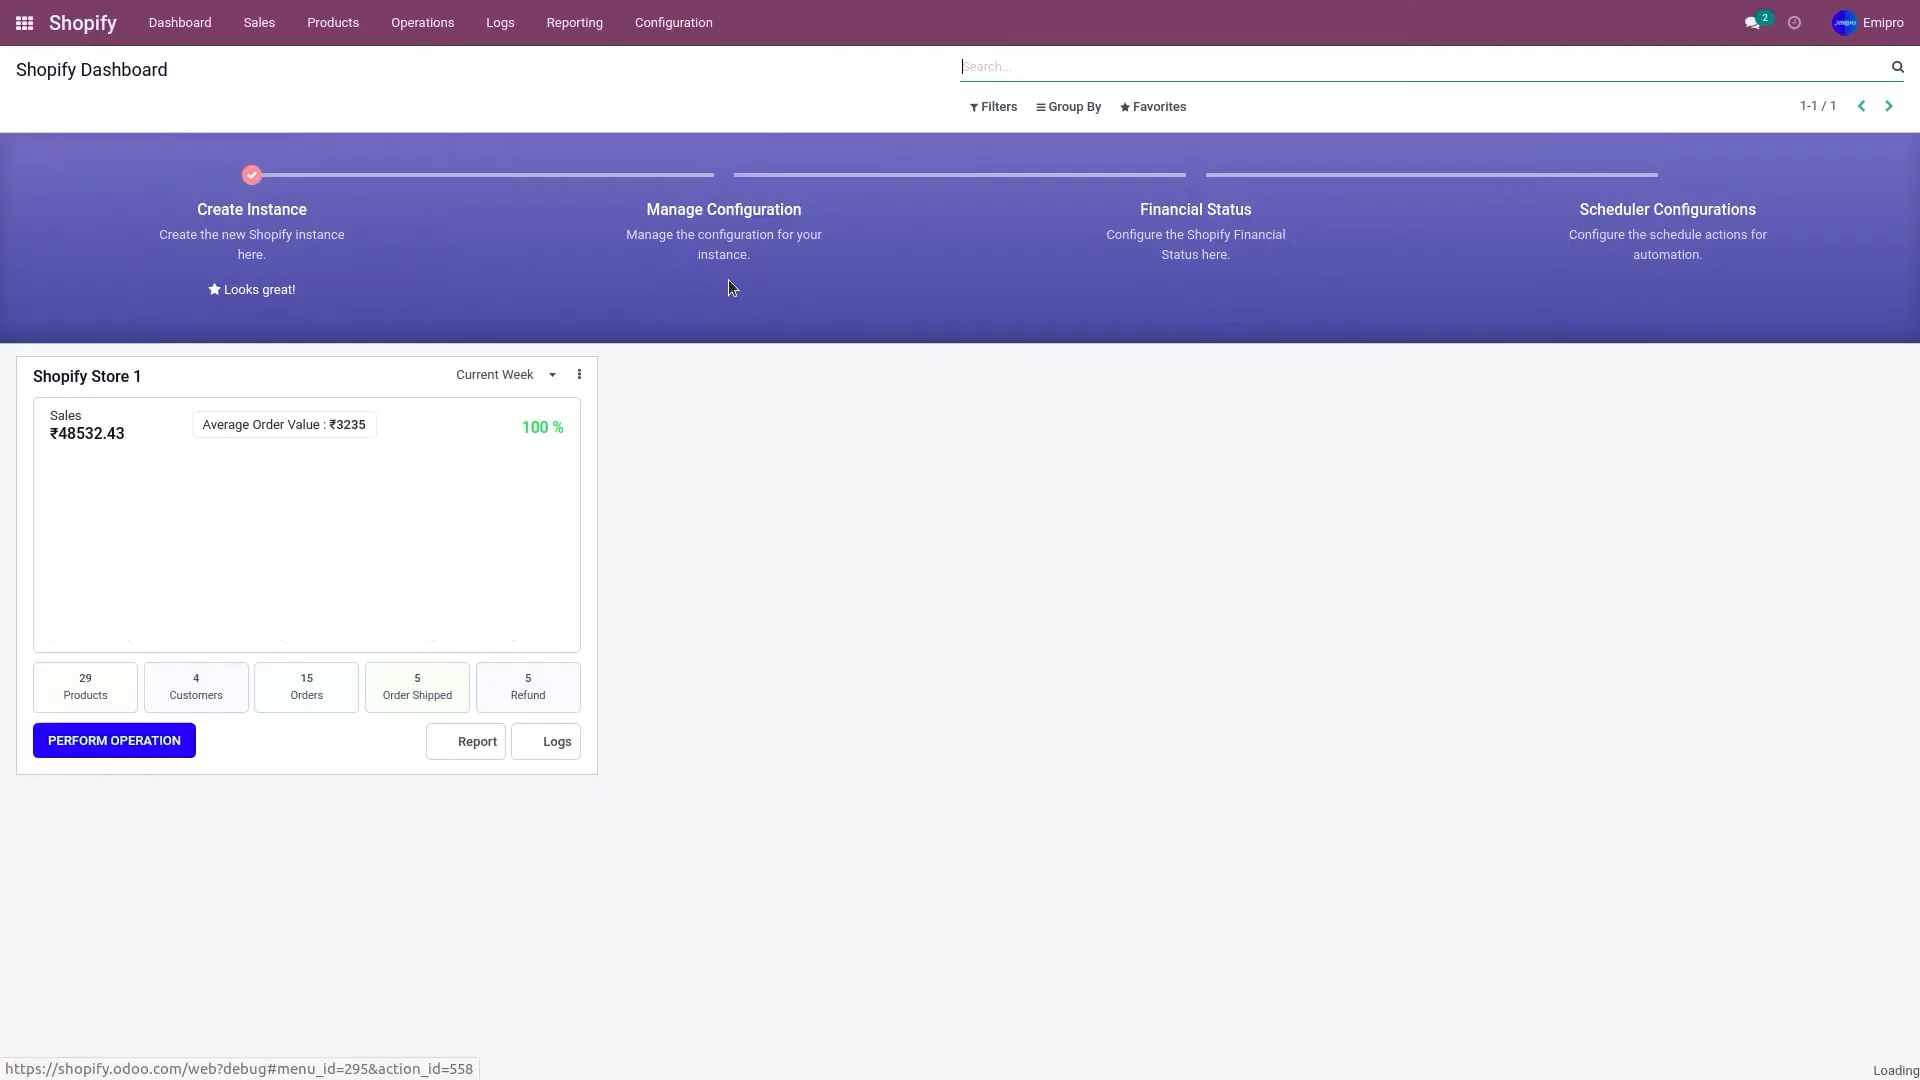 Shopify
Dashboard
Sales
Products
Operations
Logs
Reporting
Configuration
2
Emipro
Shopify Dashboard
Search...
Filters
Group By
Favorites
1-1 / 1
Create Instance
Create the new Shopify instance
here.
Looks great!
Manage Configuration
Manage the configuration for your
instance.
Financial Status
Configure the Shopify Financial
Status here.
Scheduler Configurations
Configure the schedule actions for
automation.
Shopify Store 1
Current Week
Sales
₹48532.43
Average Order Value : ₹3235
100 %
29
Products
4
Customers
15
Orders
5
Order Shipped
5
Refund
PERFORM OPERATION
Report
Logs
https://shopify.odoo.com/web?debug#menu_id=295&action_id=558
Loading